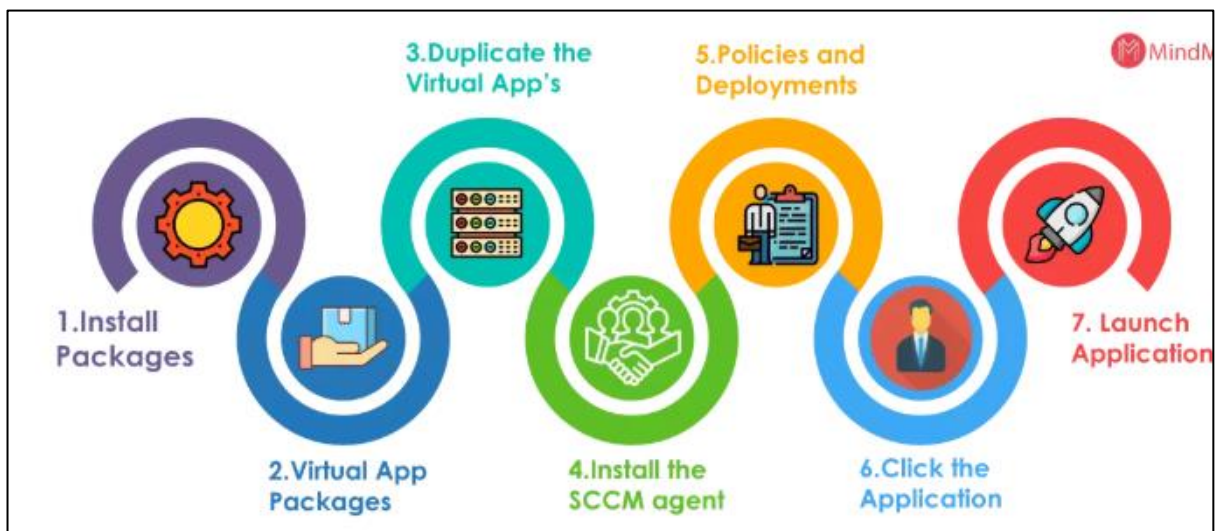 1.Install
Packages
2.Virtual App
Packages
3.Duplicate the
Virtual App's
4.Install the
SCCM agent
5.Policies and
Deployments
6.Click the
Application
7. Launch
Application